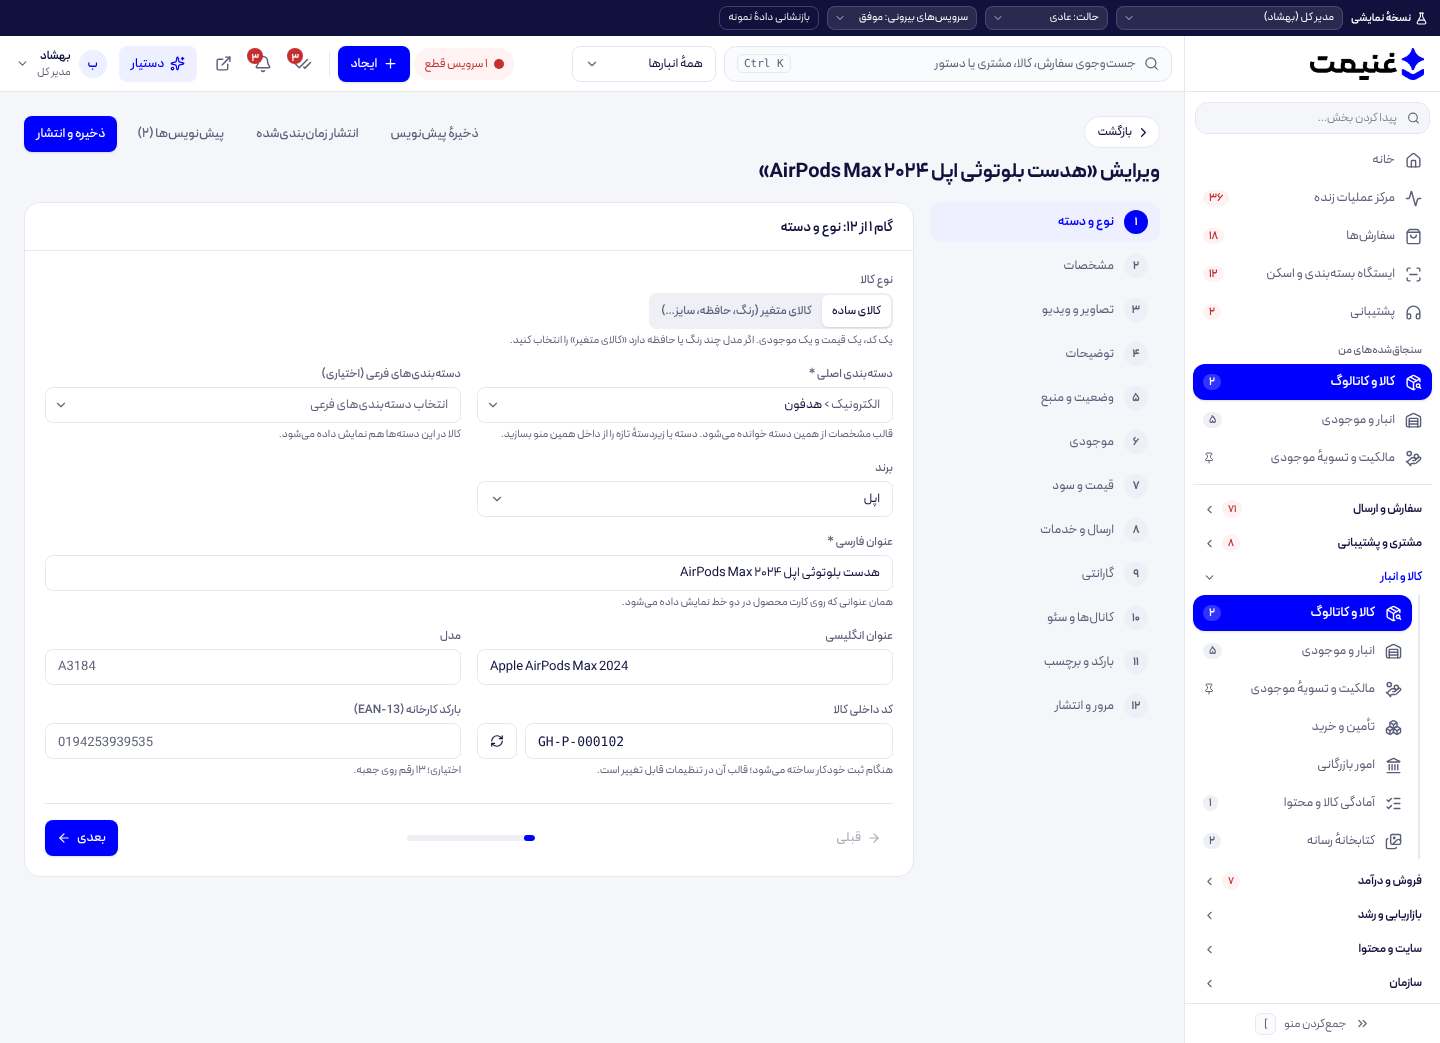 نسخهٔ نمایشی
مدیر کل (بهشاد)
حالت: عادی
سرویس‌های بیرونی: موفق
بازنشانی دادهٔ نمونه
غنیمت
جست‌وجوی سفارش، کالا، مشتری یا دستور
Ctrl K
همهٔ انبارها
۱ سرویس قطع
ایجاد
۳
۳
دستیار
ب
بهشاد
مدیر کل
پیدا کردن بخش...
خانه
مرکز عملیات زنده
۳۶
سفارش‌ها
۱۸
ایستگاه بسته‌بندی و اسکن
۱۲
پشتیبانی
۲
سنجاق‌شده‌های من
کالا و کاتالوگ
۲
انبار و موجودی
۵
مالکیت و تسویهٔ موجودی
سفارش و ارسال
۷۱
مشتری و پشتیبانی
۸
کالا و انبار
کالا و کاتالوگ
۲
انبار و موجودی
۵
مالکیت و تسویهٔ موجودی
تأمین و خرید
امور بازرگانی
آمادگی کالا و محتوا
۱
کتابخانهٔ رسانه
۲
فروش و درآمد
۷
بازاریابی و رشد
سایت و محتوا
سازمان
جمع‌کردن منو
[
بازگشت
ذخیرهٔ پیش‌نویس
انتشار زمان‌بندی‌شده
پیش‌نویس‌ها (۲)
ذخیره و انتشار
ویرایش «هدست بلوتوثی اپل AirPods Max ۲۰۲۴»
۱ نوع و دسته
۲ مشخصات
۳ تصاویر و ویدیو
۴ توضیحات
۵ وضعیت و منبع
۶ موجودی
۷ قیمت و سود
۸ ارسال و خدمات
۹ گارانتی
۱۰ کانال‌ها و سئو
۱۱ بارکد و برچسب
۱۲ مرور و انتشار
گام ۱ از ۱۲: نوع و دسته
نوع کالا
کالای ساده
کالای متغیر (رنگ، حافظه، سایز...)
یک کد، یک قیمت و یک موجودی. اگر مدل چند رنگ یا حافظه دارد «کالای متغیر» را انتخاب کنید.
دسته‌بندی اصلی *
الکترونیک › هدفون
قالب مشخصات از همین دسته خوانده می‌شود. دسته یا زیردستهٔ تازه را از داخل همین منو بسازید.
دسته‌بندی‌های فرعی (اختیاری)
انتخاب دسته‌بندی‌های فرعی
کالا در این دسته‌ها هم نمایش داده می‌شود.
برند
اپل
عنوان فارسی *
هدست بلوتوثی اپل AirPods Max ۲۰۲۴
همان عنوانی که روی کارت محصول در دو خط نمایش داده می‌شود.
عنوان انگلیسی
Apple AirPods Max 2024
مدل
A3184
کد داخلی کالا
GH-P-000102
هنگام ثبت خودکار ساخته می‌شود؛ قالب آن در تنظیمات قابل تغییر است.
بارکد کارخانه (EAN-13)
0194253939535
اختیاری؛ ۱۳ رقم روی جعبه.
قبلی
بعدی